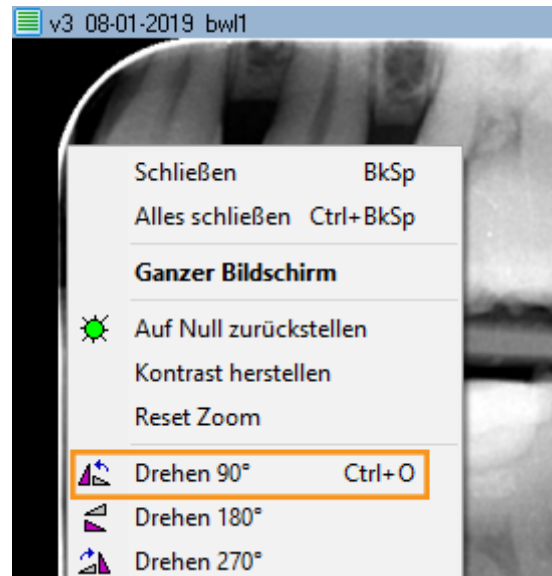 v3 08-01-2019 bwl1
Schließen BkSp
Alles schließen Ctrl+BkSp
Ganzer Bildschirm
Auf Null zurückstellen
Kontrast herstellen
Reset Zoom
Drehen 90° Ctrl+O
Drehen 180°
Drehen 270°